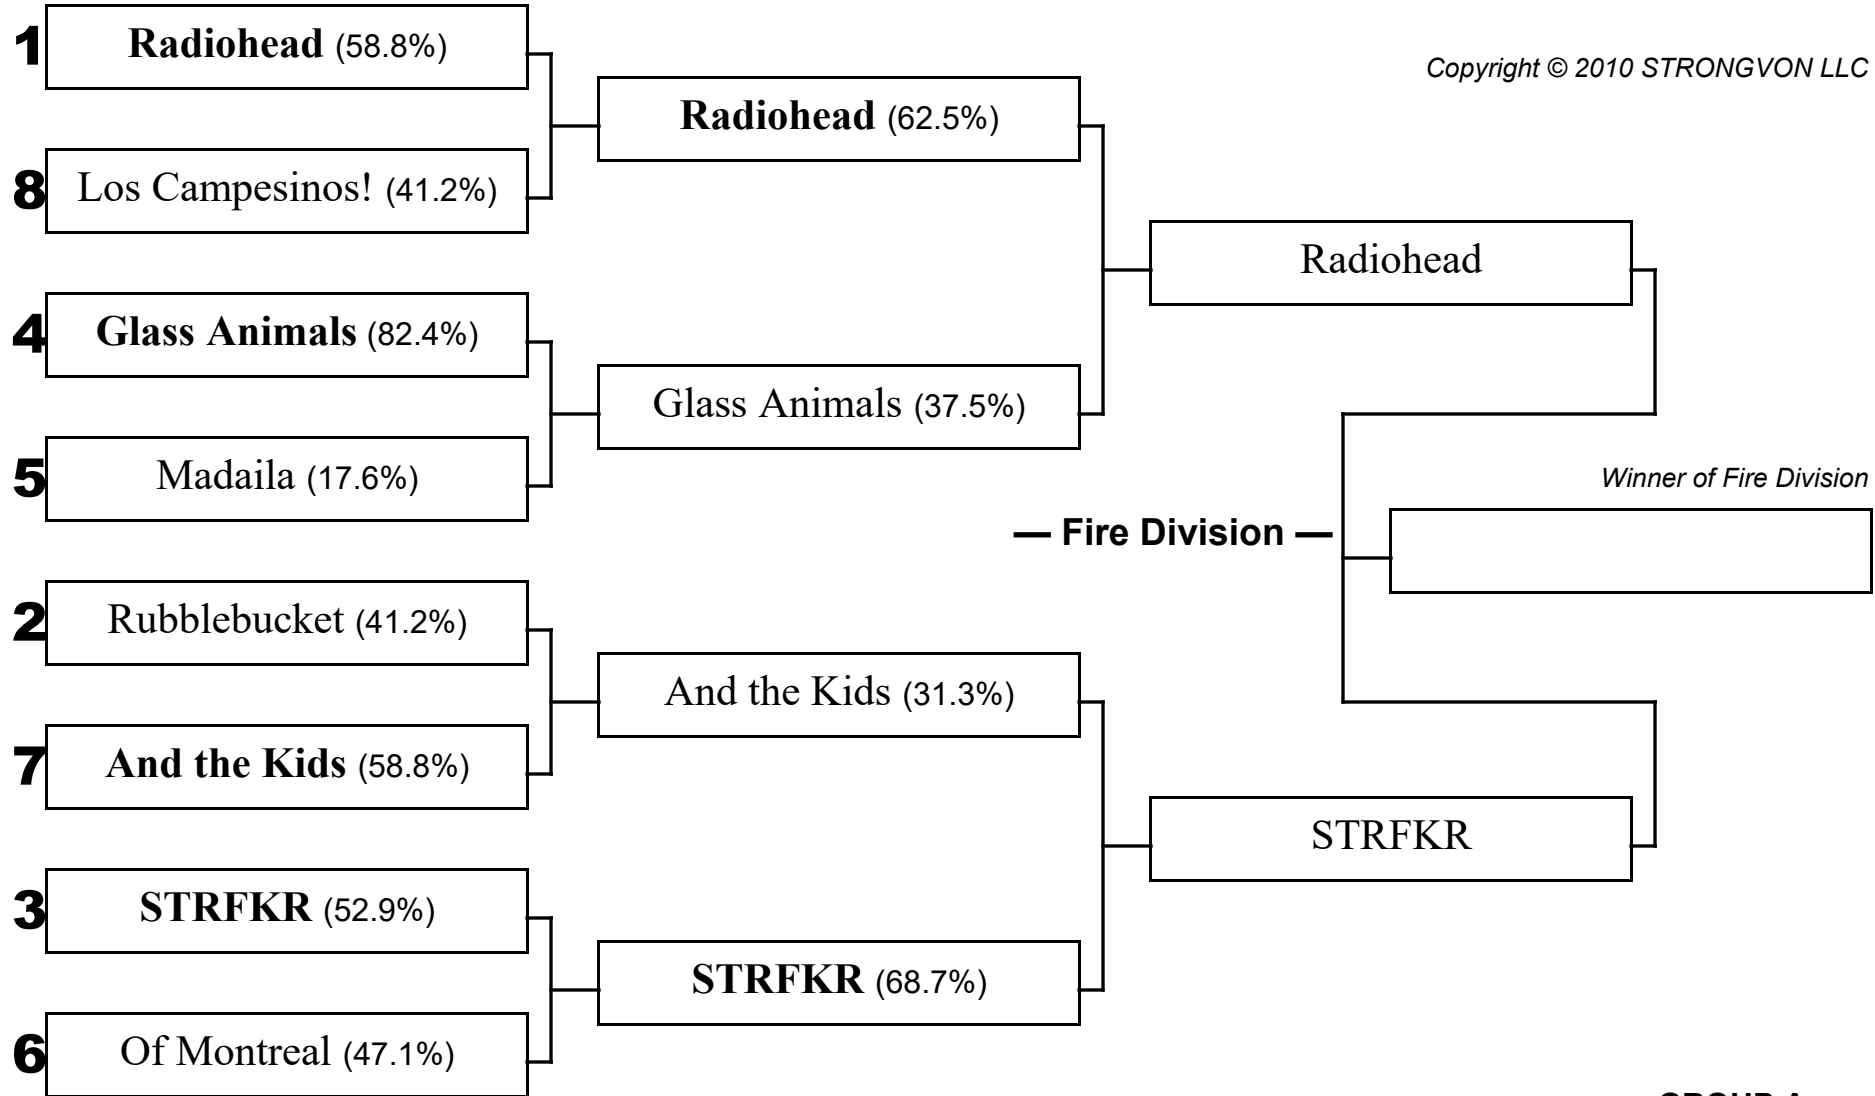 1
Radiohead (58.8%)
Copyright © 2010 STRONGVON LLC
Radiohead (62.5%)
8
Los Campesinos! (41.2%)
Radiohead
4
Glass Animals (82.4%)
Glass Animals (37.5%)
5
Madaila (17.6%)
Winner of Fire Division
— Fire Division —
2
Rubblebucket (41.2%)
And the Kids (31.3%)
7
And the Kids (58.8%)
STRFKR
3
STRFKR (52.9%)
STRFKR (68.7%)
6
Of Montreal (47.1%)
GROUP A